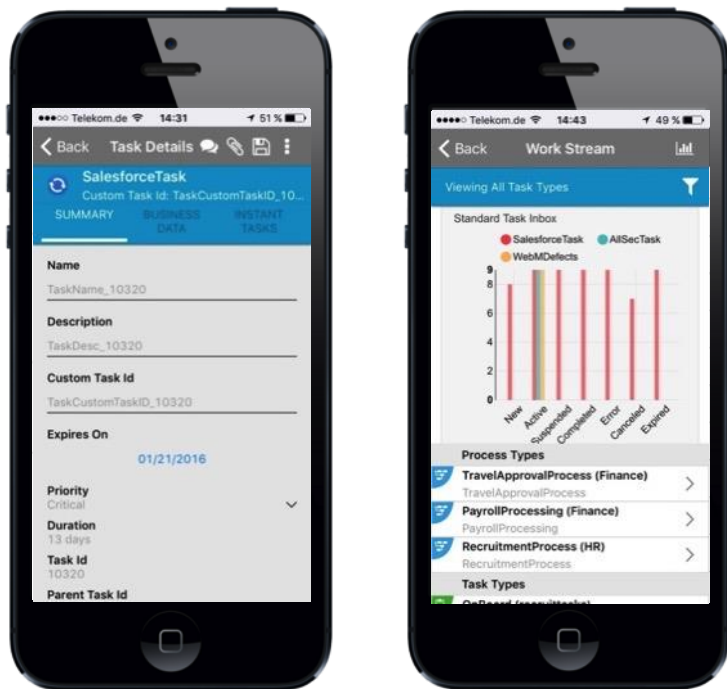 Telekom.de 14:31 51 %
Back Task Details
SalesforceTask
Custom Task Id: TaskCustomTaskID_10...
SUMMARY BUSINESS DATA INSTANT TASKS
Name
TaskName_10320
Description
TaskDesc_10320
Custom Task Id
TaskCustomTaskID_10320
Expires On
01/21/2016
Priority
Critical
Duration
13 days
Task Id
10320
Parent Task Id
Telekom.de 14:43 49 %
Back Work Stream
Viewing All Task Types
Standard Task Inbox
SalesforceTask AllSecTask
WebMDefects
9
8
6
4
2
0
New Active Suspended Completed Error Canceled Expired
Process Types
TravelApprovalProcess (Finance)
TravelApprovalProcess
PayrollProcessing (Finance)
PayrollProcessing
RecruitmentProcess (HR)
RecruitmentProcess
Task Types
OnBoard (recruittasks)